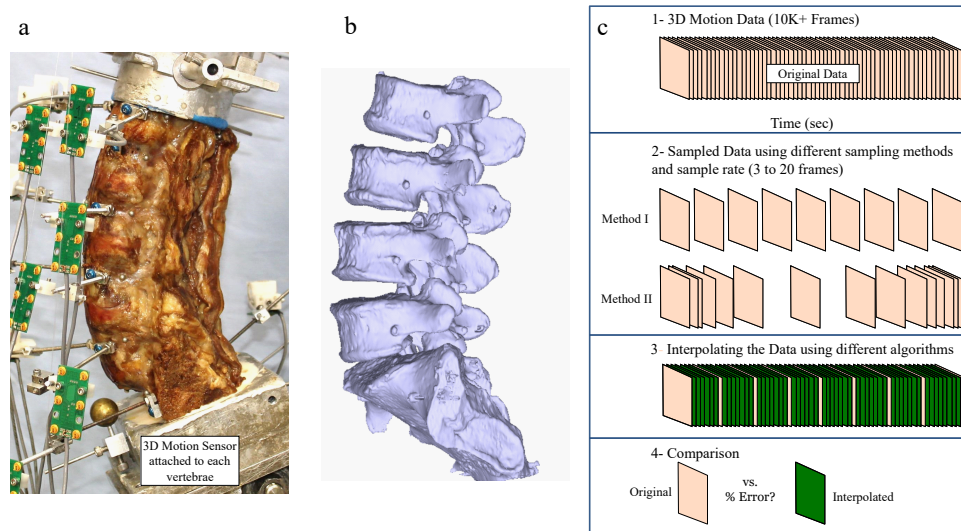 a
3D Motion Sensor
attached to each
vertebrae
b
c
1- 3D Motion Data (10K+ Frames)
Original Data
Time (sec)
2- Sampled Data using different sampling methods
and sample rate (3 to 20 frames)
Method I
Method II
3 Interpolating the Data using different algorithms
4- Comparison
Original
vs.
% Error?
Interpolated